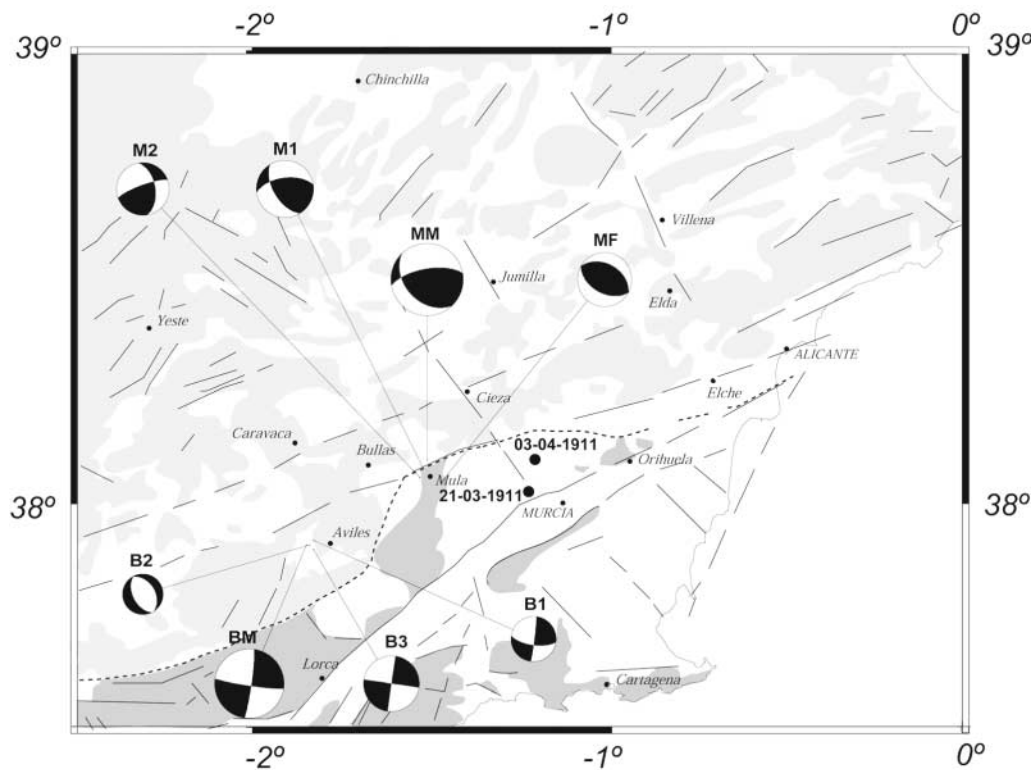 -2º -1º 0º
39º 39º
Chinchilla
M2 M1
MM MF
Villena
Jumilla
Elda
Yeste
ALICANTE
Elche
Cieza
Caravaca
03-04-1911
Bullas
Orihuela
Mula
21-03-1911
MURCIA
38º 38º
Aviles
B2
B1
BM B3
Lorca
Cartagena
-2º -1º 0º